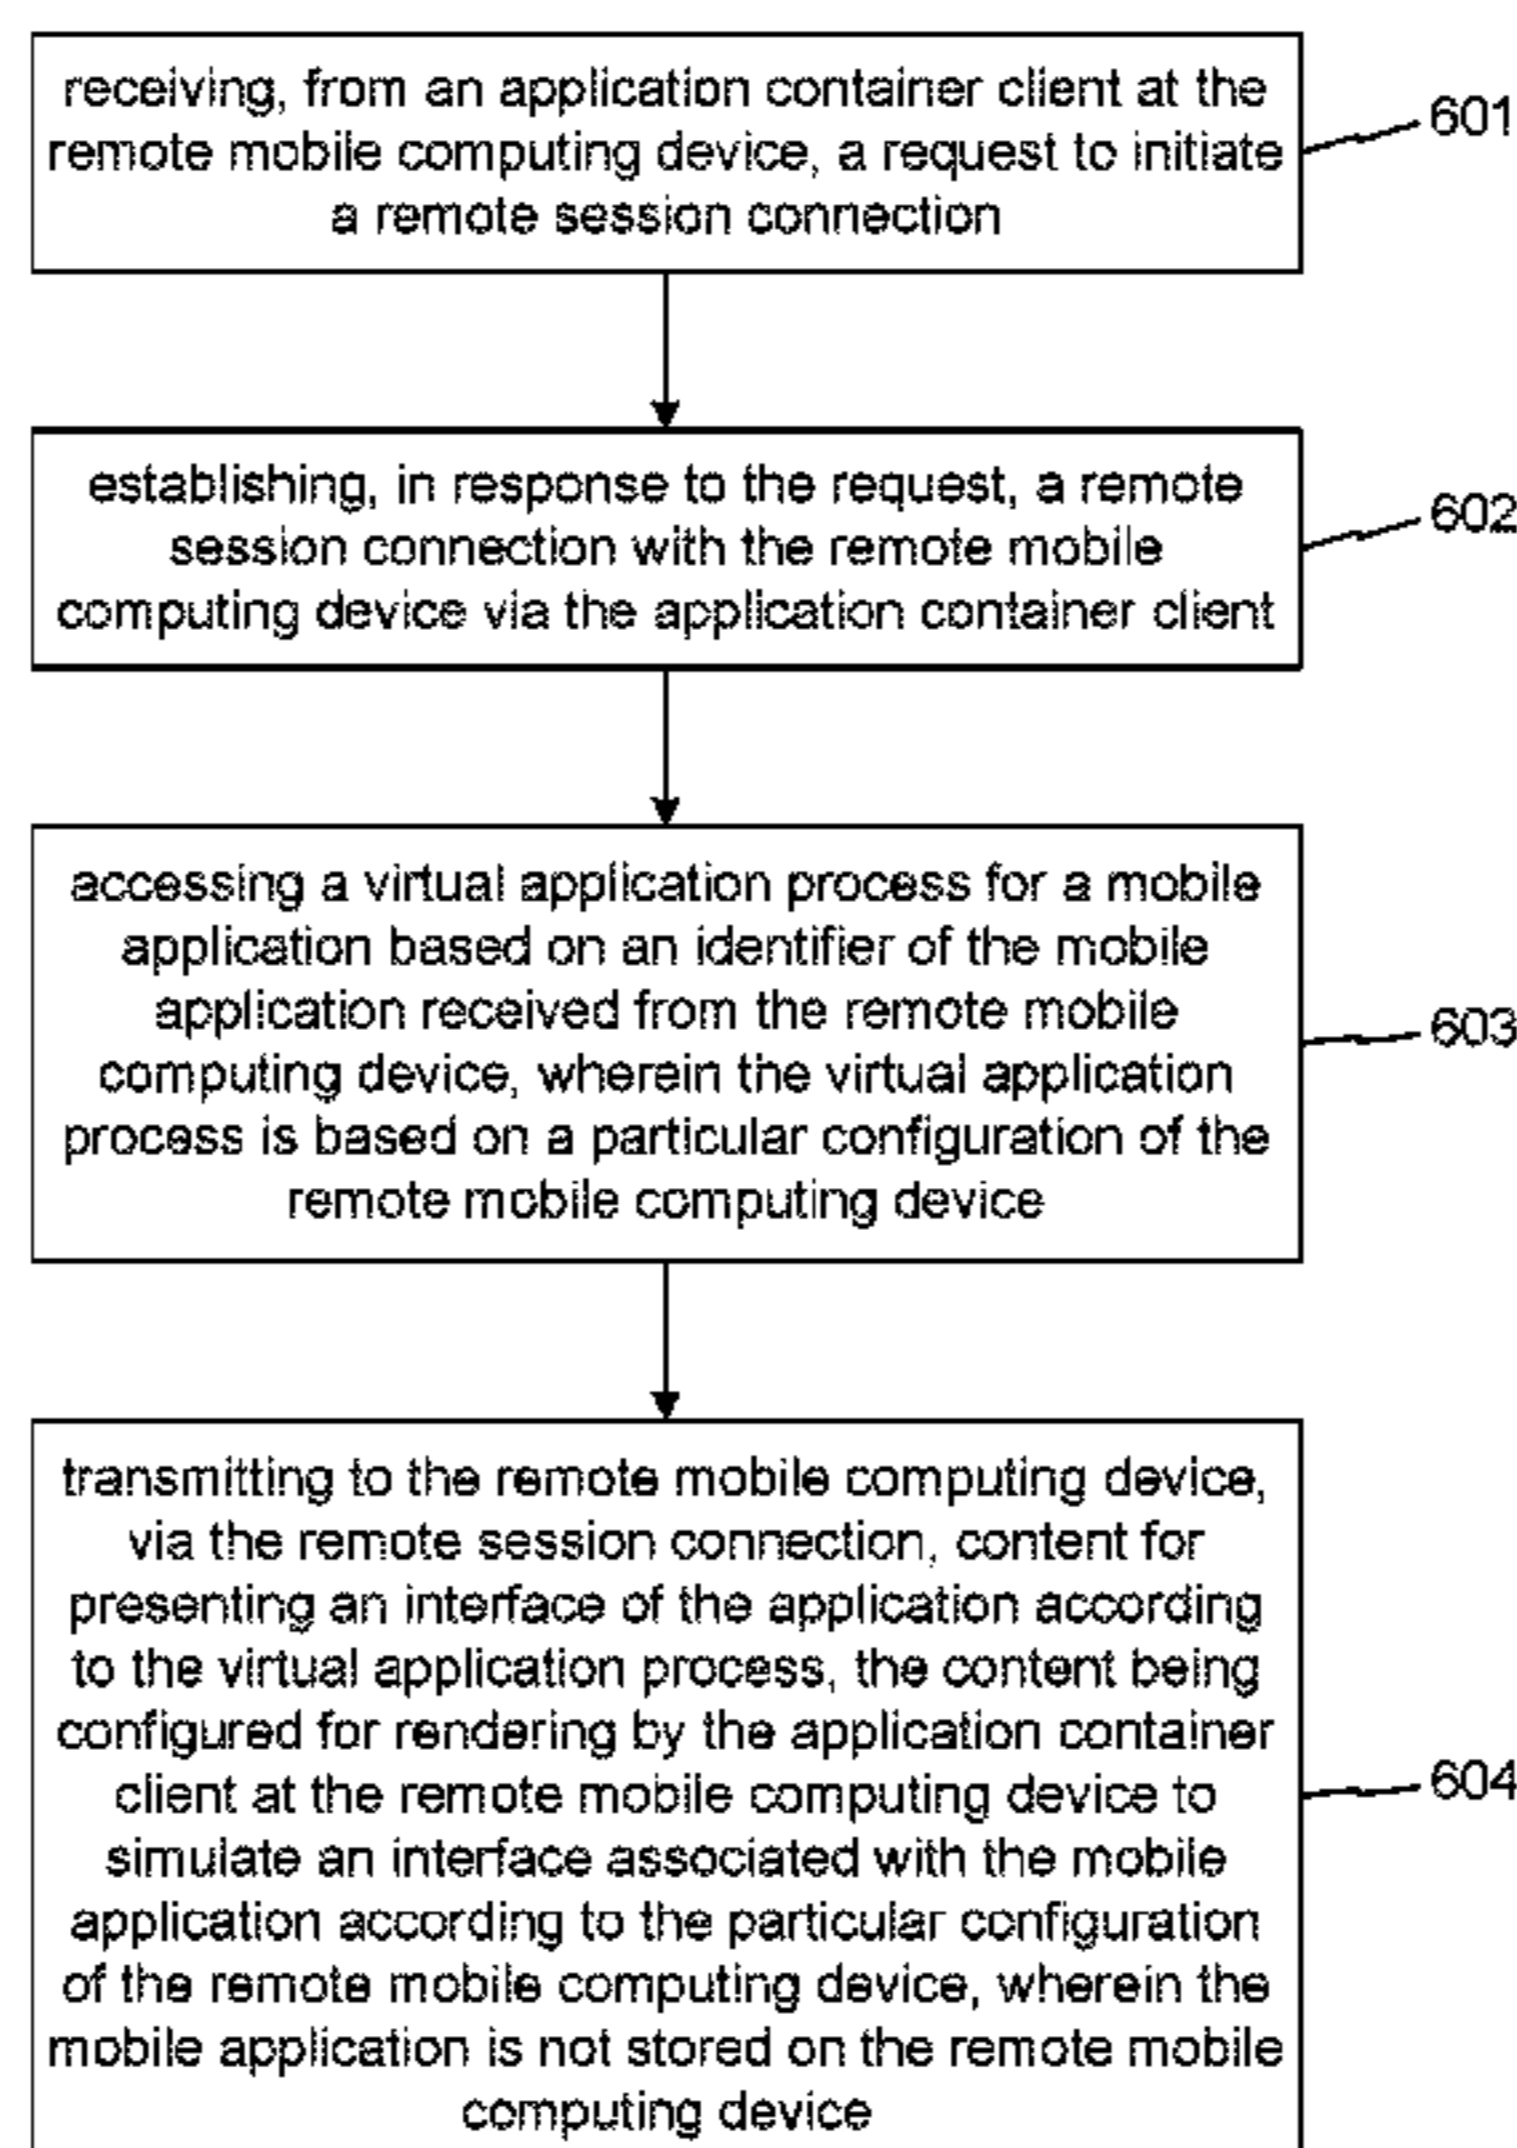 receiving, from an application container client at the
remote mobile computing device, a request to initiate
a remote session connection
601
establishing, in response to the request, a remote
session connection with the remote mobile
computing device via the application container client
602
accessing a virtual application process for a mobile
application based on an identifier of the mobile
application received from the remote mobile
computing device, wherein the virtual application
process is based on a particular configuration of the
remote mobile computing device
603
transmitting to the remote mobile computing device,
via the remote session connection, content for
presenting an interface of the application according
to the virtual application process, the content being
configured for rendering by the application container
client at the remote mobile computing device to
simulate an interface associated with the mobile
application according to the particular configuration
of the remote mobile computing device, wherein the
mobile application is not stored on the remote mobile
computing device
604